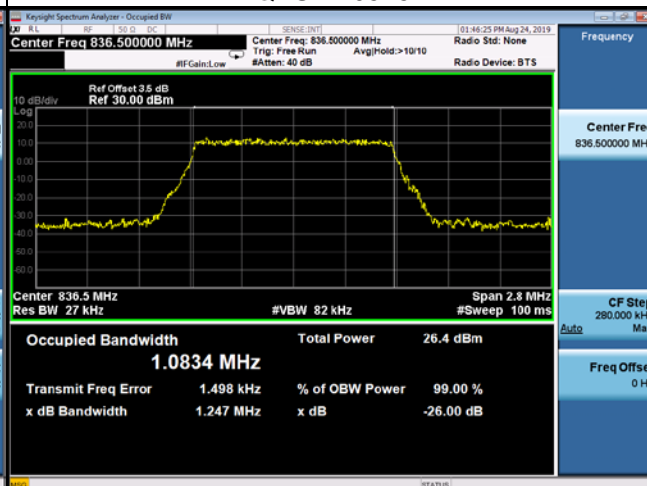 Keysight Spectrum Analyzer - Occupied BW
RL RF 50 Ω DC SENSE:INT 01:46:25 PM Aug 24, 2019
Center Freq 836.500000 MHz
Center Freq: 836.500000 MHz
Radio Std: None
Trig: Free Run Avg|Hold:>10/10
#IFGain:Low #Atten: 40 dB Radio Device: BTS
Frequency
Ref Offset 3.5 dB
10 dB/div Ref 30.00 dBm
Log
20.0
10.0
0.00
-10.0
-20.0
-30.0
-40.0
-50.0
-60.0
Center 836.5 MHz Span 2.8 MHz
Res BW 27 kHz #VBW 82 kHz #Sweep 100 ms
Occupied Bandwidth Total Power 26.4 dBm
1.0834 MHz
Transmit Freq Error 1.498 kHz % of OBW Power 99.00 %
x dB Bandwidth 1.247 MHz x dB -26.00 dB
Center Fre
836.500000 MH
CF Ste
280.000 kH
Auto Ma
Freq Offse
0 H
MSG STATUS